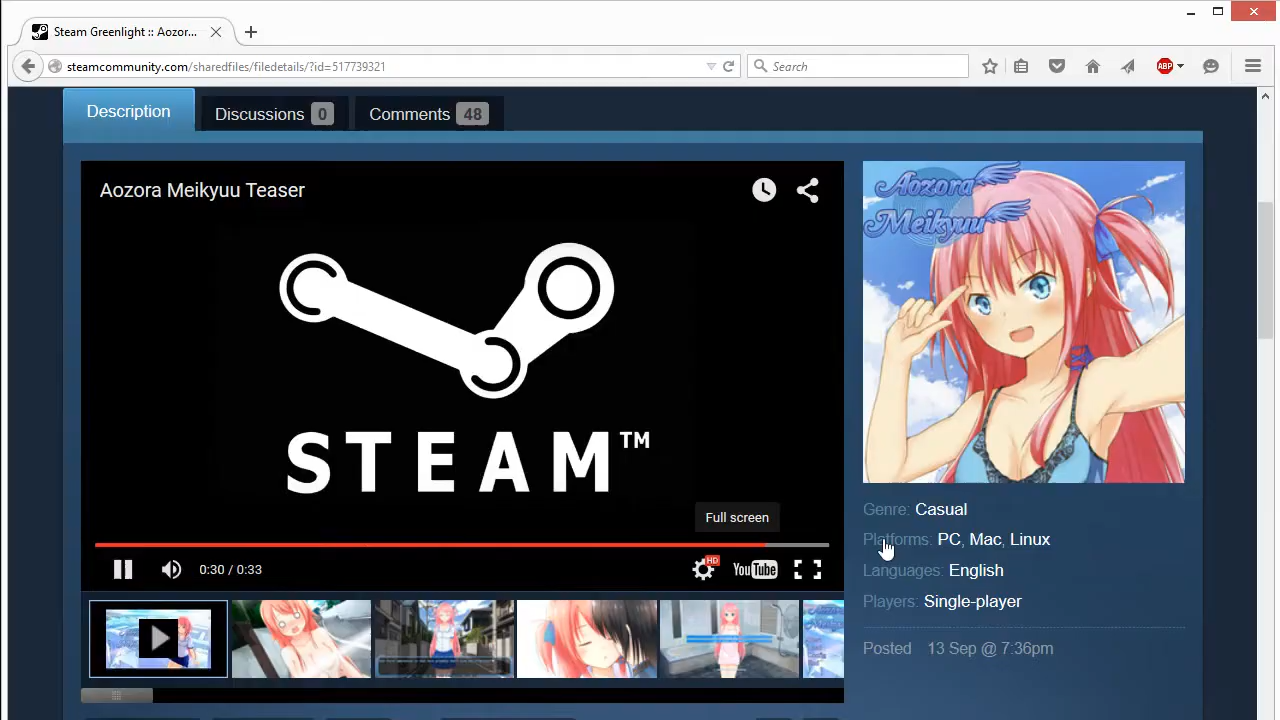 Steam Greenlight :: Aozor...
steamcommunity.com/sharedfiles/filedetails/?id=517739321
Search
ABP
Description
Discussions 0
Comments 48
Aozora Meikyuu Teaser
STEAM™
Full screen
0:30 / 0:33
HD
YouTube
Aozora
Meikyuu
Genre: Casual
Platforms: PC, Mac, Linux
Languages: English
Players: Single-player
Posted 13 Sep @ 7:36pm